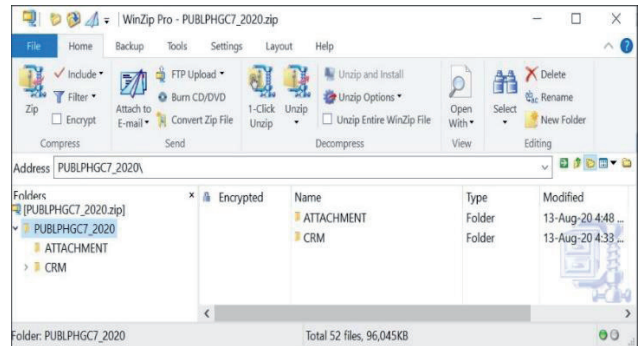 WinZip Pro - PUBLPHGC7_2020.zip
File Home Backup Tools Settings Layout Help
Include FTP Upload Unzip and Install Delete
Filter Burn CD/DVD Unzip Options Rename
Zip Encrypt Attach to E-mail Convert Zip File 1-Click Unzip Unzip Unzip Entire WinZip File Open With Select New Folder
Compress Send Decompress View Editing
Address PUBLPHGC7_2020\
Folders Encrypted Name Type Modified
[PUBLPHGC7_2020.zip] ATTACHMENT Folder 13-Aug-20 4:48 ...
PUBLPHGC7_2020 CRM Folder 13-Aug-20 4:33 ...
ATTACHMENT
CRM
Folder: PUBLPHGC7_2020 Total 52 files, 96,045KB